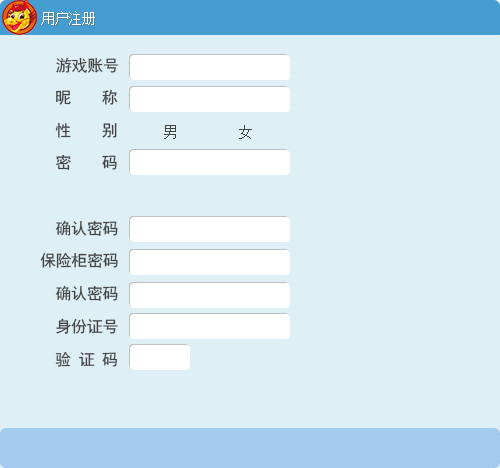 用户注册
游戏账号
昵 称
性 别 男 女
密 码
确认密码
保险柜密码
确认密码
身份证号
验 证 码